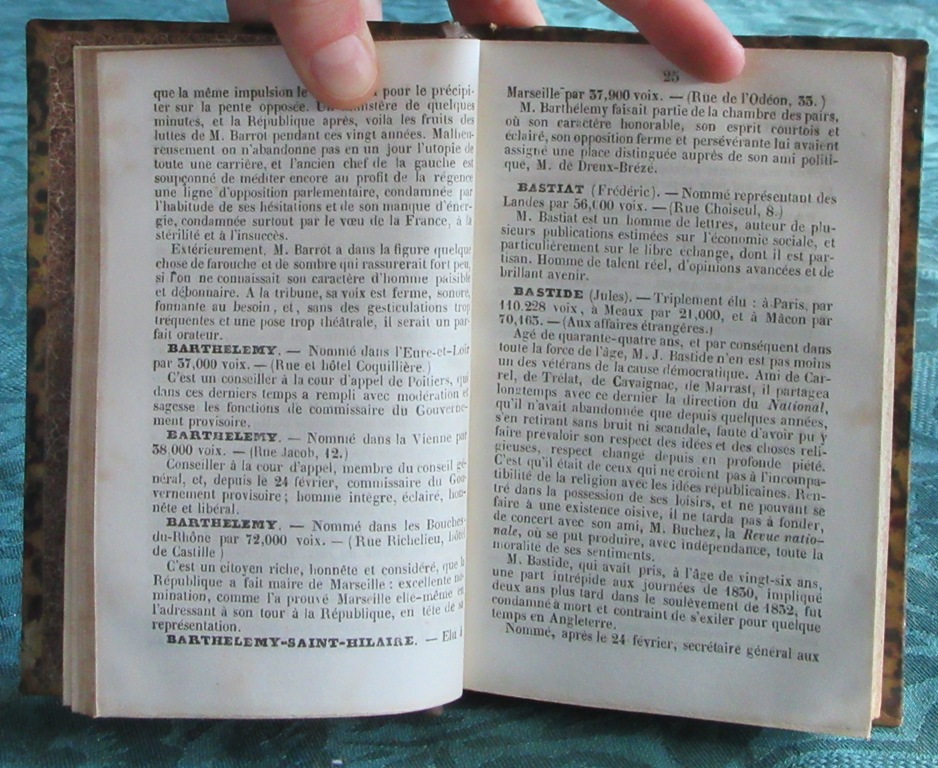 que la même impulsion le pour le précipi-
ter sur la pente opposée. Un ministère de quelques
minutes, et la République après, voilà les fruits des
luttes de M. Barrot pendant ces vingt années. Malheu-
reusement on n'abandonne pas en un jour l'utopie de
toute une carrière, et l'ancien chef de la gauche est
soupçonné de méditer encore au profit de la régence
une ligne d'opposition parlementaire, condamnée par
l'habitude de ses hésitations et de son manque d'éner-
gie, condamnée surtout par le vœu de la France, à la
stérilité et à l'insuccès.
Extérieurement, M. Barrot a dans la figure quelque
chose de farouche et de sombre qui rassurerait fort peu,
si l'on ne connaissait son caractère d'homme paisible
et débonnaire. A la tribune, sa voix est ferme, sonore,
tonnante au besoin, et, sans des gesticulations trop
fréquentes et une pose trop théâtrale, il serait un par-
fait orateur.
BARTHELEMY. — Nommé dans l'Eure-et-Loir
par 37,000 voix. — (Rue et hôtel Coquillière.)
C'est un conseiller à la cour d'appel de Poitiers, qui
dans ces derniers temps a rempli avec modération et
sagesse les fonctions de commissaire du Gouverne-
ment provisoire.
BARTHELEMY. — Nommé dans la Vienne par
38,000 voix. — (Rue Jacob, 12.)
Conseiller à la cour d'appel, membre du conseil gé-
néral, et, depuis le 24 février, commissaire du Gou-
vernement provisoire ; homme intègre, éclairé, hon-
nête et libéral.
BARTHELEMY. — Nommé dans les Bouches-
du-Rhône par 72,000 voix. — (Rue Richelieu, hôtel
de Castille )
C'est un citoyen riche, honnête et considéré, que la
République a fait maire de Marseille : excellente no-
mination, comme l'a prouvé Marseille elle-même en
l'adressant à son tour à la République, en tête de sa
représentation.
BARTHELEMY-SAINT-HILAIRE. — Elu à
25
Marseille par 37,900 voix. — (Rue de l'Odéon, 35.)
M. Barthélemy faisait partie de la chambre des pairs,
où son caractère honorable, son esprit courtois et
éclairé, son opposition ferme et persévérante lui avaient
assigné une place distinguée auprès de son ami politi-
que, M. de Dreux-Brézé.
BASTIAT (Frédéric). — Nommé représentant des
Landes par 56,000 voix. — (Rue Choiseul, 8.)
M. Bastiat est un homme de lettres, auteur de plu-
sieurs publications estimées sur l'économie sociale, et
particulièrement sur le libre échange, dont il est par-
tisan. Homme de talent réel, d'opinions avancées et de
brillant avenir.
BASTIDE (Jules). — Triplement élu : à Paris, par
110.228 voix, à Meaux par 21,000, et à Mâcon par
70,165. — (Aux affaires étrangères.)
Agé de quarante-quatre ans, et par conséquent dans
toute la force de l'âge, M. J. Bastide n'en est pas moins
un des vétérans de la cause démocratique. Ami de Car-
rel, de Trélat, de Cavaignac, de Marrast, il partagea
longtemps avec ce dernier la direction du National,
qu'il n'avait abandonnée que depuis quelques années,
s'en retirant sans bruit ni scandale, faute d'avoir pu y
faire prévaloir son respect des idées et des choses reli-
gieuses, respect changé depuis en profonde piété.
C'est qu'il était de ceux qui ne croient pas à l'incompa-
tibilité de la religion avec les idées républicaines. Ren-
tré dans la possession de ses loisirs, et ne pouvant se
faire à une existence oisive, il ne tarda pas à fonder,
de concert avec son ami, M. Buchez, la Revue natio-
nale, où se put produire, avec indépendance, toute la
moralité de ses sentiments.
M. Bastide, qui avait pris, à l'âge de vingt-six ans,
une part intrépide aux journées de 1830, impliqué
deux ans plus tard dans le soulèvement de 1832, fut
condamné à mort et contraint de s'exiler pour quelque
temps en Angleterre.
Nommé, après le 24 février, secrétaire général aux